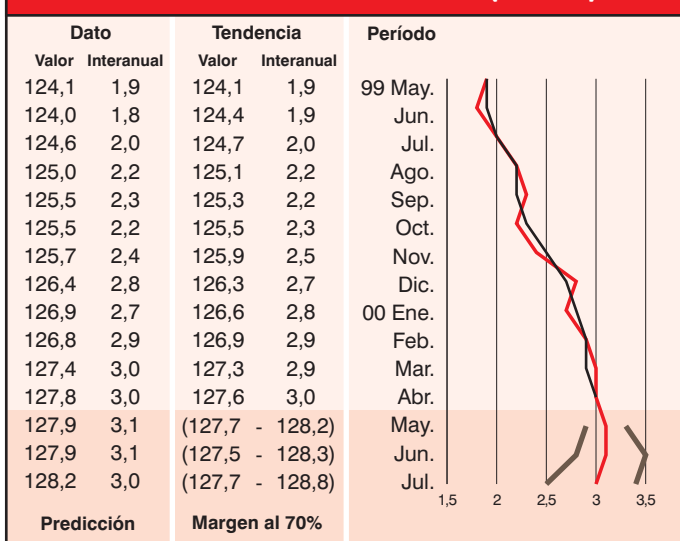 Dato Tendencia Período
Valor Interanual Valor Interanual
124,1 1,9 124,1 1,9 99 May.
124,0 1,8 124,4 1,9 Jun.
124,6 2,0 124,7 2,0 Jul.
125,0 2,2 125,1 2,2 Ago.
125,5 2,3 125,3 2,2 Sep.
125,5 2,2 125,5 2,3 Oct.
125,7 2,4 125,9 2,5 Nov.
126,4 2,8 126,3 2,7 Dic.
126,9 2,7 126,6 2,8 00 Ene.
126,8 2,9 126,9 2,9 Feb.
127,4 3,0 127,3 2,9 Mar.
127,8 3,0 127,6 3,0 Abr.
127,9 3,1 (127,7 - 128,2) May.
127,9 3,1 (127,5 - 128,3) Jun.
128,2 3,0 (127,7 - 128,8) Jul.
1,5 2 2,5 3 3,5
Predicción Margen al 70%